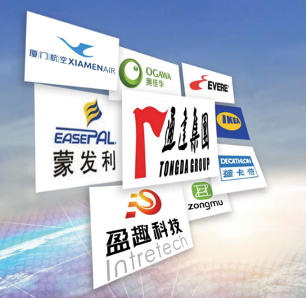 厦门航空 XIAMENAIR
OGAWA
奥佳华
EVERE
EASEPAL
蒙发利
通达集团
TONGDA GROUP
IKEA
DECATHLON
迪卡侬
盈趣科技
Intretech
zongmu